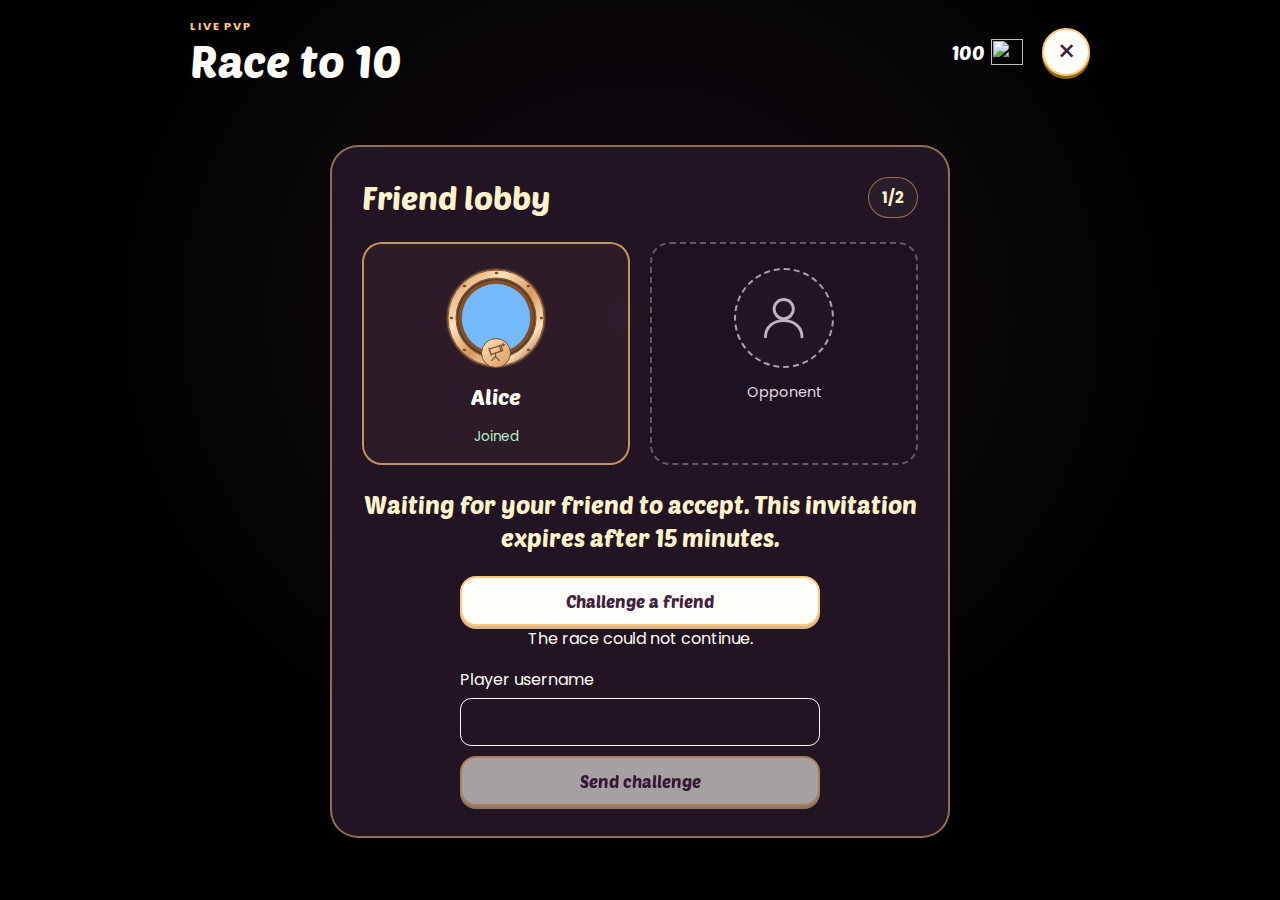 LIVE PVP
Race to 10
100
×
Friend lobby
1/2
Alice
Joined
Opponent
Waiting for your friend to accept. This invitation
expires after 15 minutes.
Challenge a friend
The race could not continue.
Player username
Send challenge